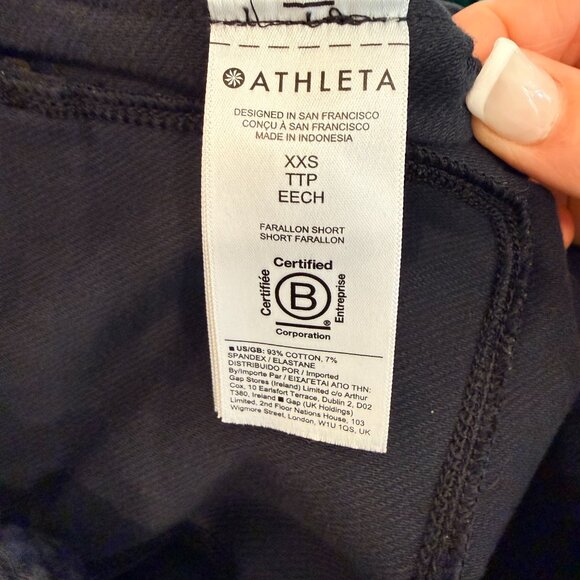 ATHLETA
DESIGNED IN SAN FRANCISCO
CONÇU À SAN FRANCISCO
MADE IN INDONESIA
XXS
TTP
EECH
FARALLON SHORT
SHORT FARALLON
Certified
Certifiée
B
Entreprise
®
Corporation
■ US/GB: 93% COTTON, 7%
SPANDEX / ELASTANE
DISTRIBUIDO POR / Imported
By/Importe Par / ΕΙΣΑΓΕΤΑΙ ΑΠΟ ΤΗΝ:
Gap Stores (Ireland) Limited c/o Arthur
Cox, 10 Earlsfort Terrace, Dublin 2, D02
T380, Ireland ■ Gap (UK Holdings)
Limited, 2nd Floor Nations House, 103
Wigmore Street, London, W1U 1QS, UK